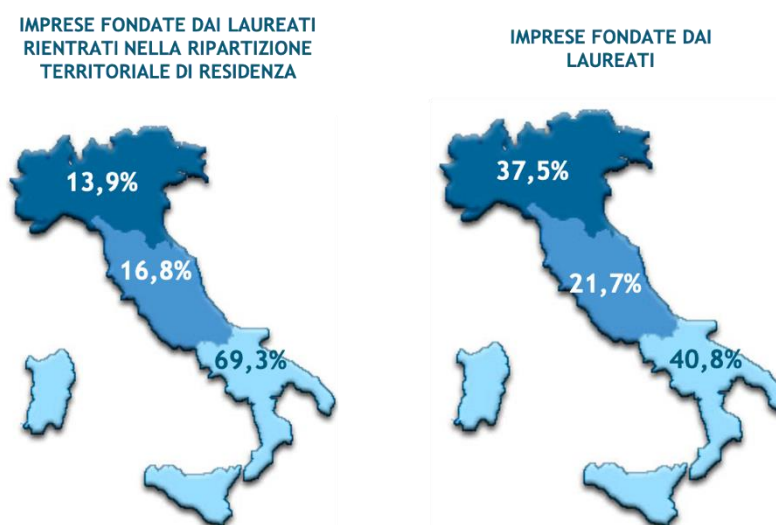 IMPRESE FONDATE DAI LAUREATI
RIENTRATI NELLA RIPARTIZIONE
TERRITORIALE DI RESIDENZA
13,9%
16,8%
69,3%
IMPRESE FONDATE DAI
LAUREATI
37,5%
21,7%
40,8%